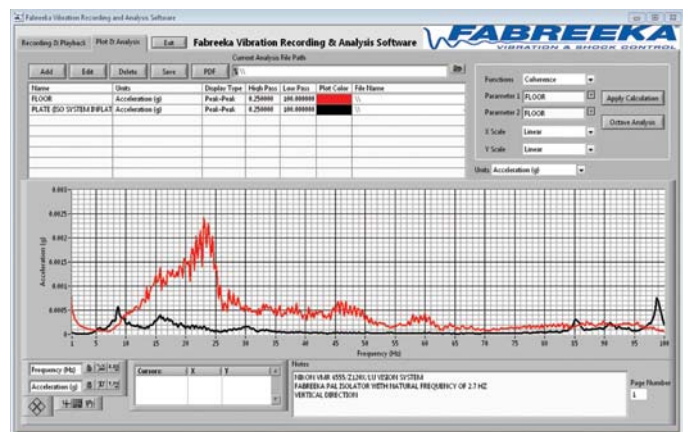 Fabreeka Vibration Recording and Analysis Software
Recording & Playback Plot & Analysis Exit Fabreeka Vibration Recording & Analysis Software FABREEKA
VIBRATION & SHOCK CONTROL
Current Analysis File Path
Add Edit Delete Save PDF
Name Units Display Type High Pass Low Pass Plot Color File Name
FLOOR Acceleration (g) Peak-Peak 0.250000 100.000000
PLATE (ISO SYSTEM INFLAT Acceleration (g) Peak-Peak 0.250000 100.000000
Functions Coherence
Parameter 1 FLOOR Apply Calculation
Parameter 2 FLOOR
Octave Analysis
X Scale Linear
Y Scale Linear
Units Acceleration (g)
0.003
0.0025
0.002
0.0015
0.001
0.0005
0
Acceleration (g)
1 5 10 15 20 25 30 35 40 45 50 55 60 65 70 75 80 85 90 95 100
Frequency (Hz)
Frequency (Hz)
Acceleration (g)
Cursors: X Y
Notes
VERTICAL DIRECTION
FABREEKA PAL ISOLATOR WITH NATURAL FREQUENCY OF 2.7 HZ
Page Number
1